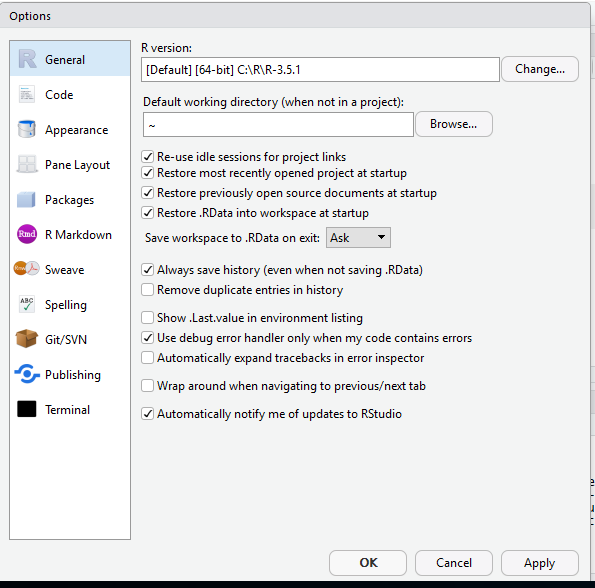 Options
General
Code
Appearance
Pane Layout
Packages
Rmd R Markdown
Sweave
ABC Spelling
Git/SVN
Publishing
Terminal
R version:
[Default] [64-bit] C:\R\R-3.5.1
Change...
Default working directory (when not in a project):
~
Browse...
Re-use idle sessions for project links
Restore most recently opened project at startup
Restore previously open source documents at startup
Restore .RData into workspace at startup
Save workspace to .RData on exit: Ask
Always save history (even when not saving .RData)
Remove duplicate entries in history
Show .Last.value in environment listing
Use debug error handler only when my code contains errors
Automatically expand tracebacks in error inspector
Wrap around when navigating to previous/next tab
Automatically notify me of updates to RStudio
OK
Cancel
Apply